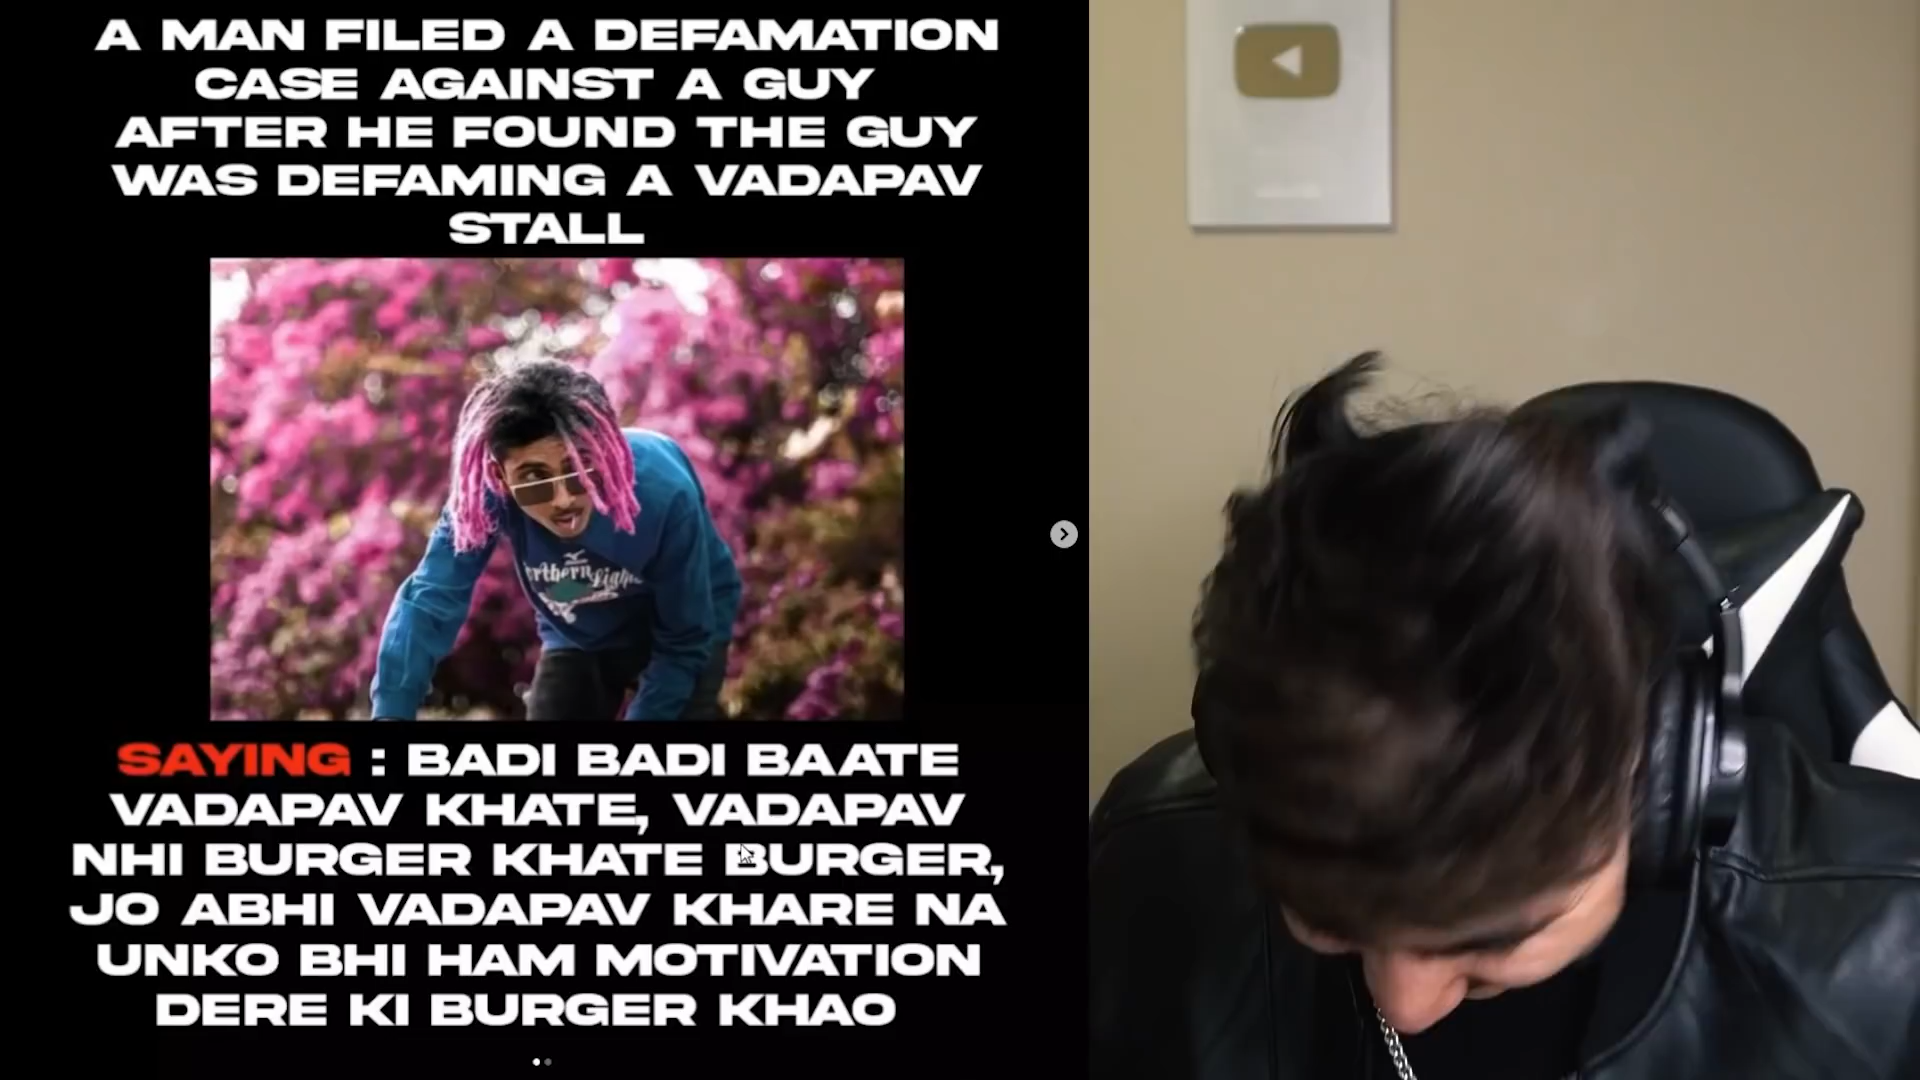 A MAN FILED A DEFAMATION
CASE AGAINST A GUY
AFTER HE FOUND THE GUY
WAS DEFAMING A VADAPAV
STALL
SAYING : BADI BADI BAATE
VADAPAV KHATE, VADAPAV
NHI BURGER KHATE BURGER,
JO ABHI VADAPAV KHARE NA
UNKO BHI HAM MOTIVATION
DERE KI BURGER KHAO